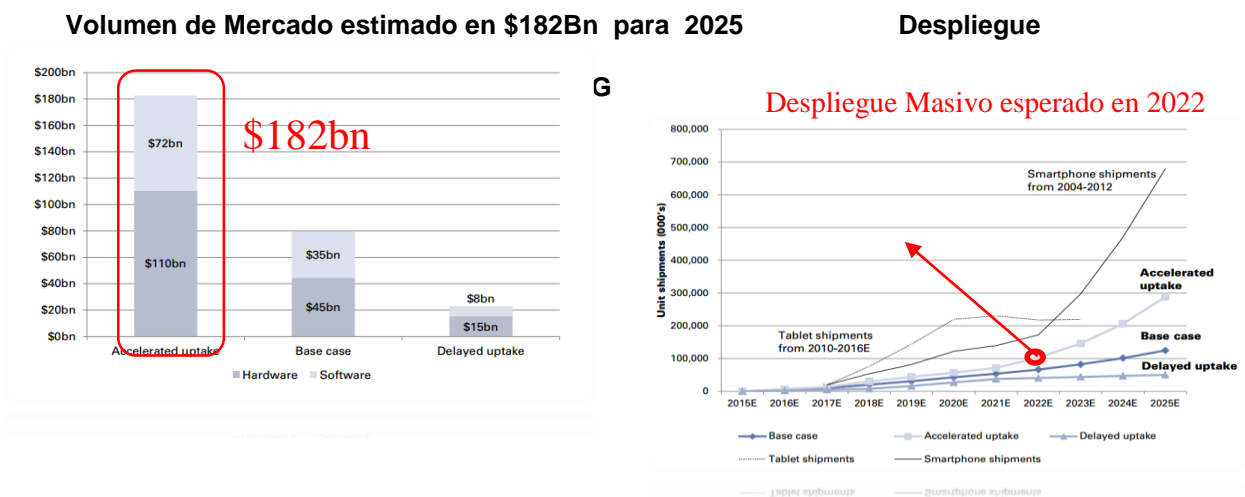 Volumen de Mercado estimado en $182Bn para 2025
Despliegue
G
$200bn
$180bn
$160bn
$140bn
$120bn
$100bn
$80bn
$60bn
$40bn
$20bn
$0bn
$72bn
$110bn
$182bn
$35bn
$45bn
$8bn
$15bn
Accelerated uptake
Base case
Delayed uptake
Hardware
Software
Despliegue Masivo esperado en 2022
800,000
700,000
600,000
500,000
400,000
300,000
200,000
100,000
0
Unit shipments (000's)
Smartphone shipments
from 2004-2012
Tablet shipments
from 2010-2016E
Accelerated
uptake
Base case
Delayed uptake
2015E 2016E 2017E 2018E 2019E 2020E 2021E 2022E 2023E 2024E 2025E
Base case
Accelerated uptake
Delayed uptake
Tablet shipments
Smartphone shipments